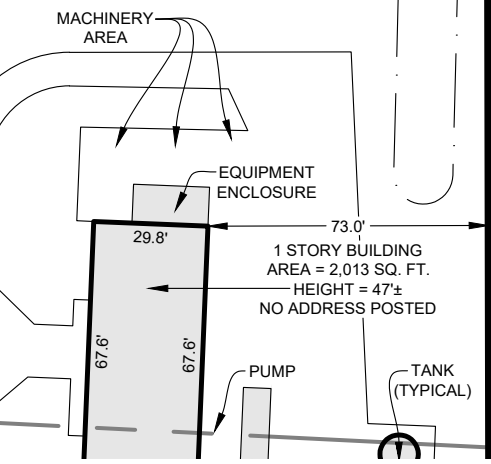 MACHINERY
AREA
EQUIPMENT
ENCLOSURE
29.8'
73.0'
1 STORY BUILDING
AREA = 2,013 SQ. FT.
HEIGHT = 47'±
NO ADDRESS POSTED
67.6'
67.6'
PUMP
TANK
(TYPICAL)